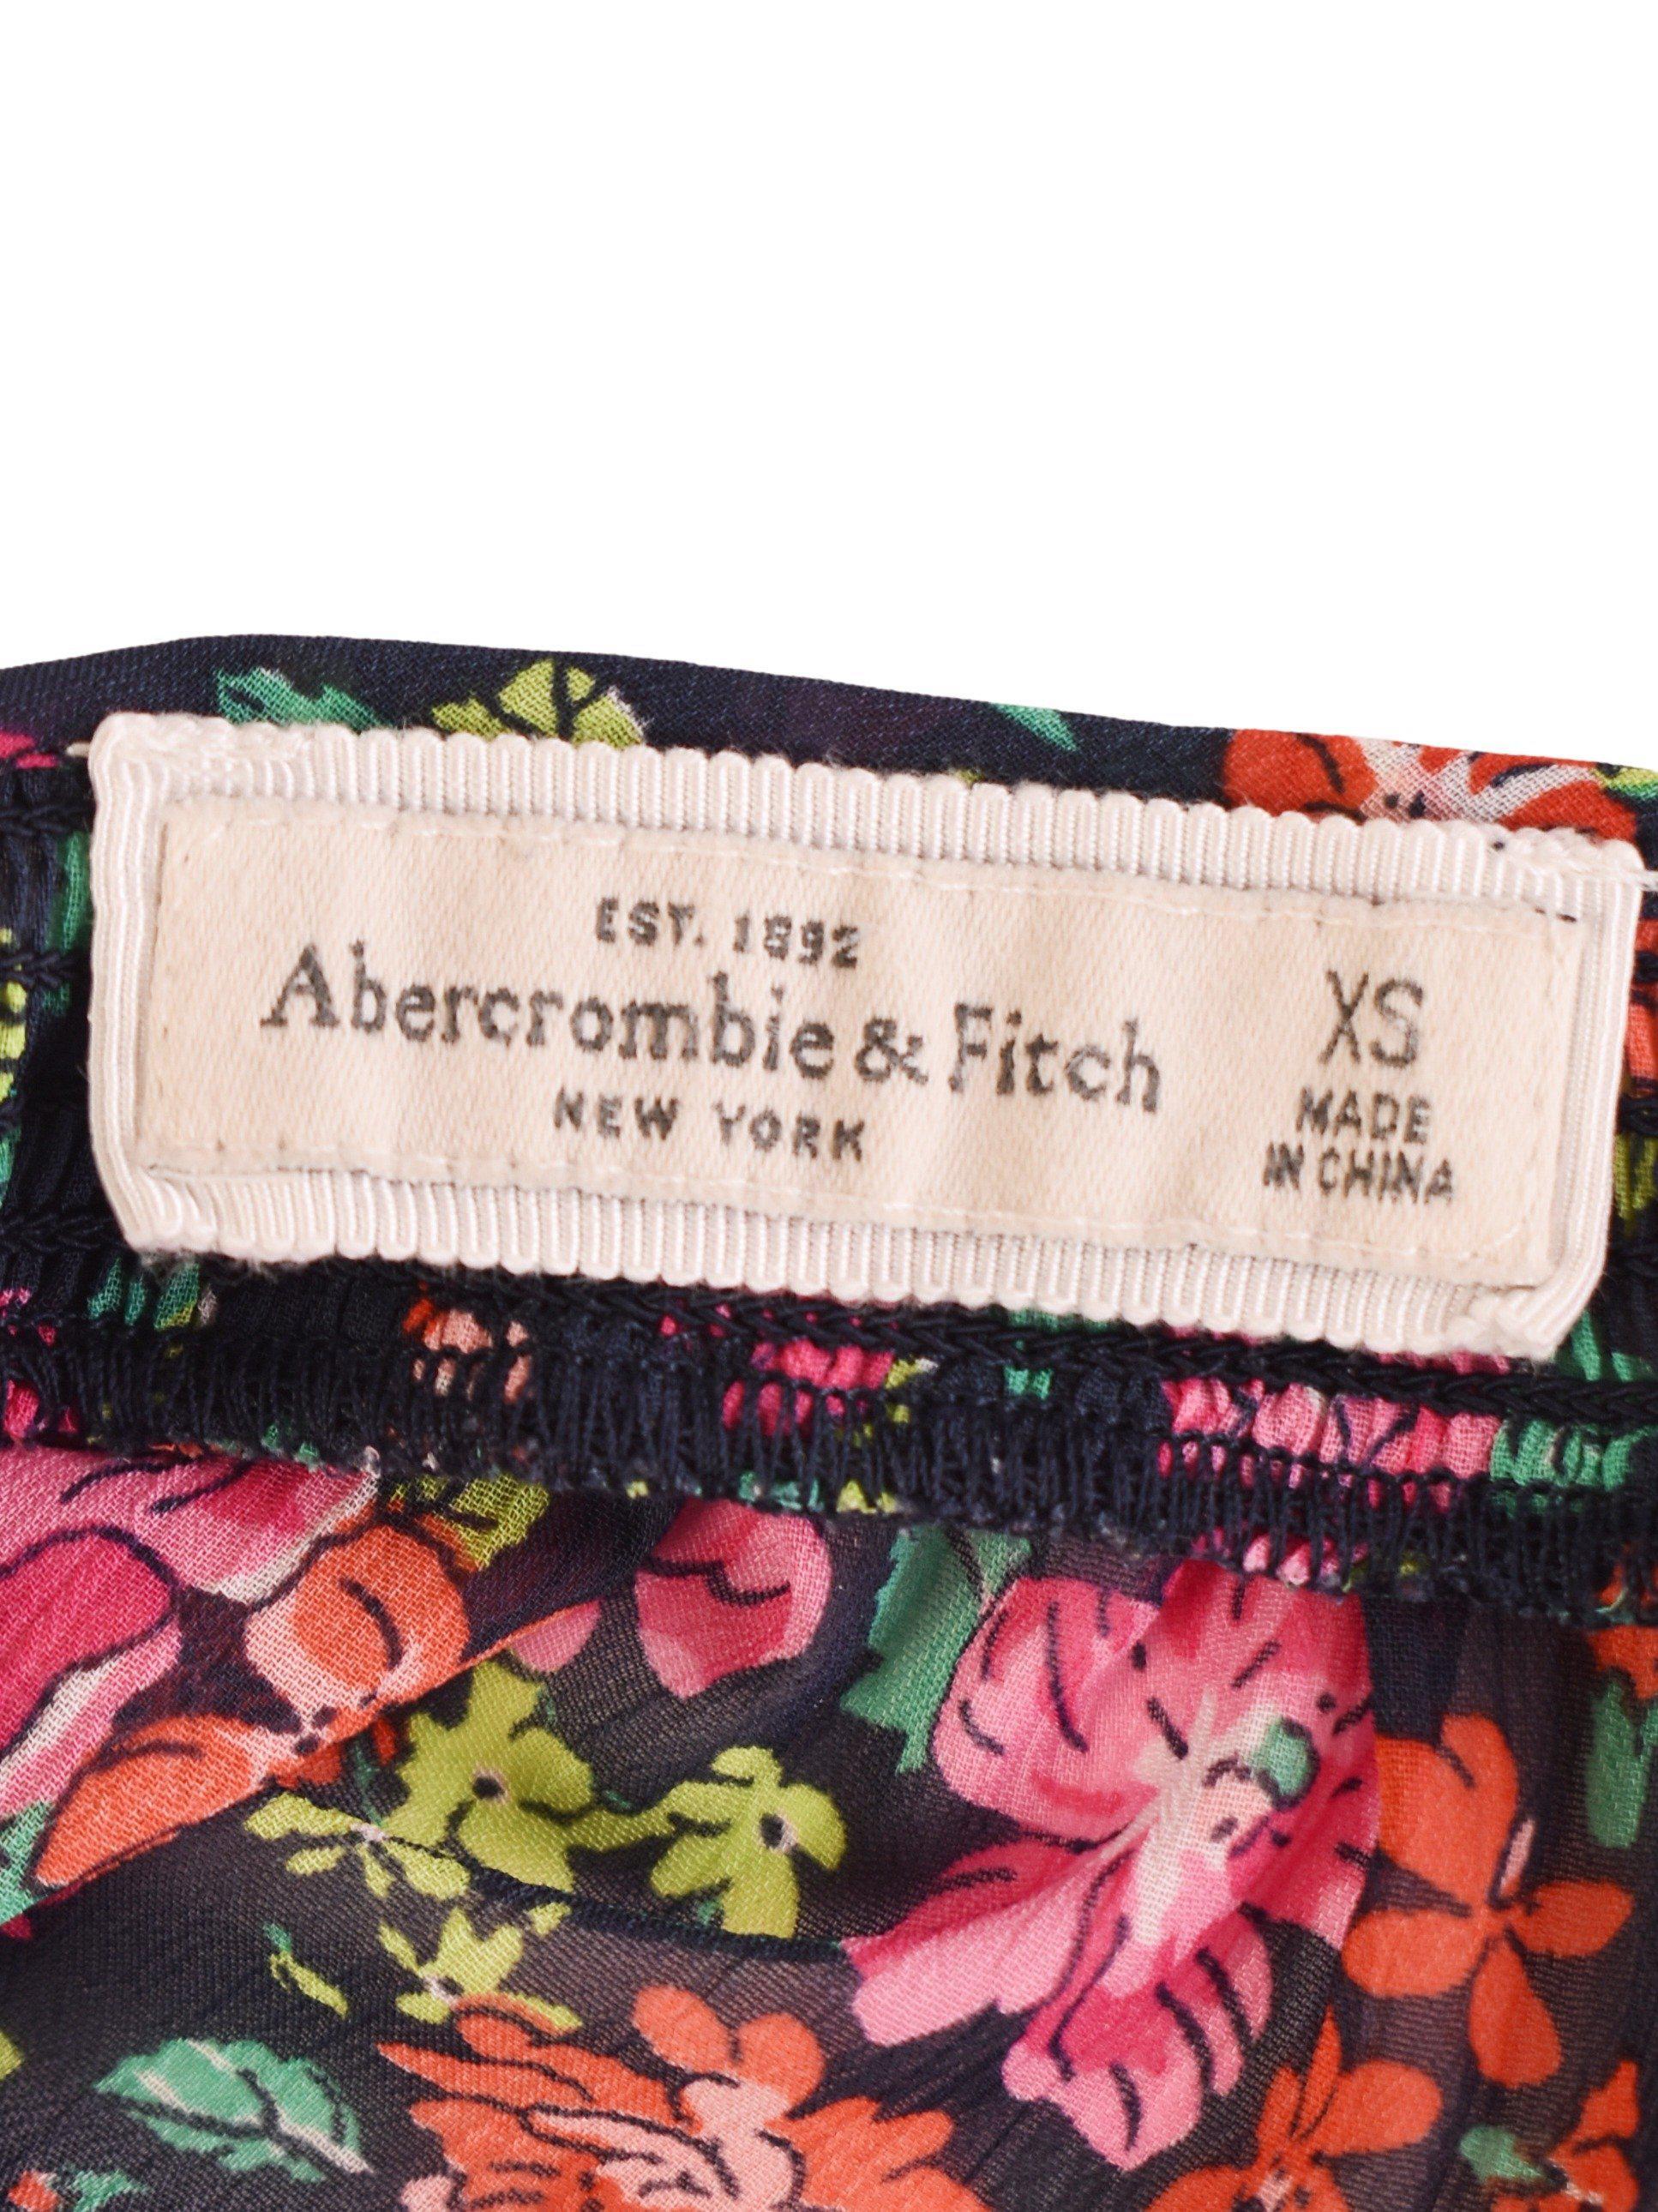 EST. 1892
Abercrombie & Fitch
NEW YORK
XS
MADE
IN CHINA